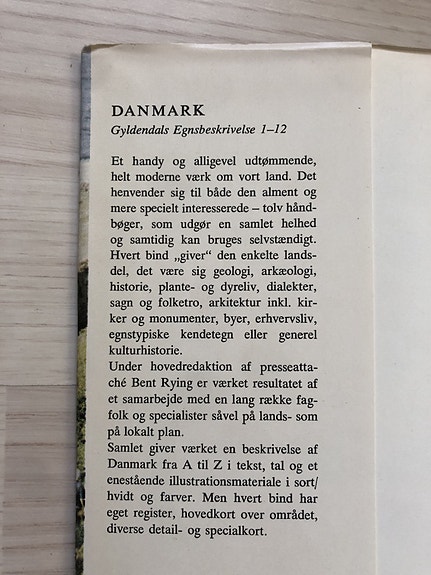 DANMARK
Gyldendals Egnsbeskrivelse 1–12
Et handy og alligevel udtømmende,
helt moderne værk om vort land. Det
henvender sig til både den alment og
mere specielt interesserede – tolv hånd-
bøger, som udgør en samlet helhed
og samtidig kan bruges selvstændigt.
Hvert bind „giver“ den enkelte lands-
del, det være sig geologi, arkæologi,
historie, plante- og dyreliv, dialekter,
sagn og folketro, arkitektur inkl. kir-
ker og monumenter, byer, erhvervsliv,
egnstypiske kendetegn eller generel
kulturhistorie.
Under hovedredaktion af presseatta-
ché Bent Rying er værket resultatet af
et samarbejde med en lang række fag-
folk og specialister såvel på lands- som
på lokalt plan.
Samlet giver værket en beskrivelse af
Danmark fra A til Z i tekst, tal og et
enestående illustrationsmateriale i sort/
hvidt og farver. Men hvert bind har
eget register, hovedkort over området,
diverse detail- og specialkort.